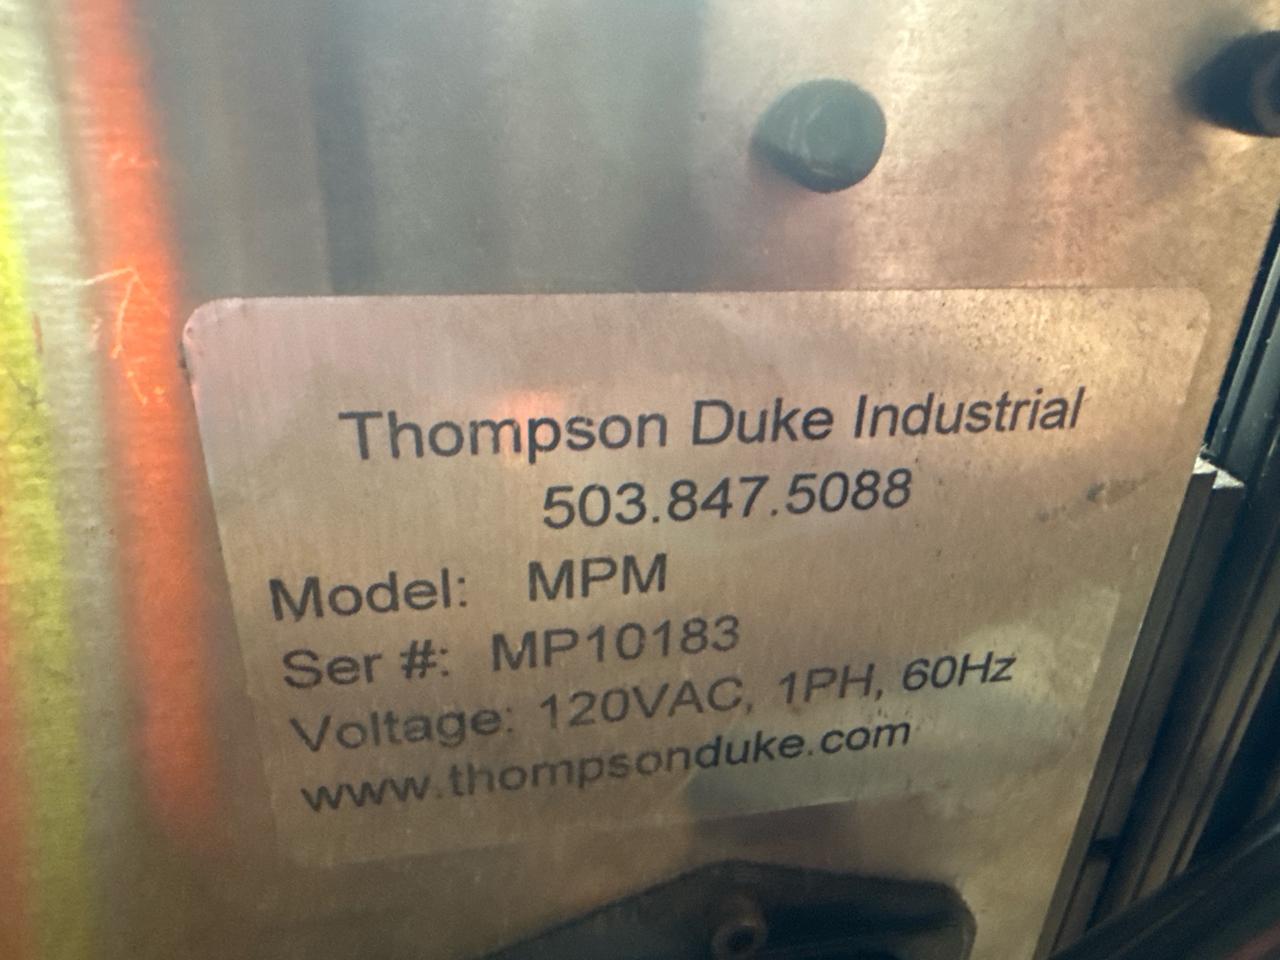 Thompson Duke Industrial
503.847.5088
Model: MPM
Ser #: MP10183
Voltage: 120VAC, 1PH, 60Hz
www.thompsonduke.com